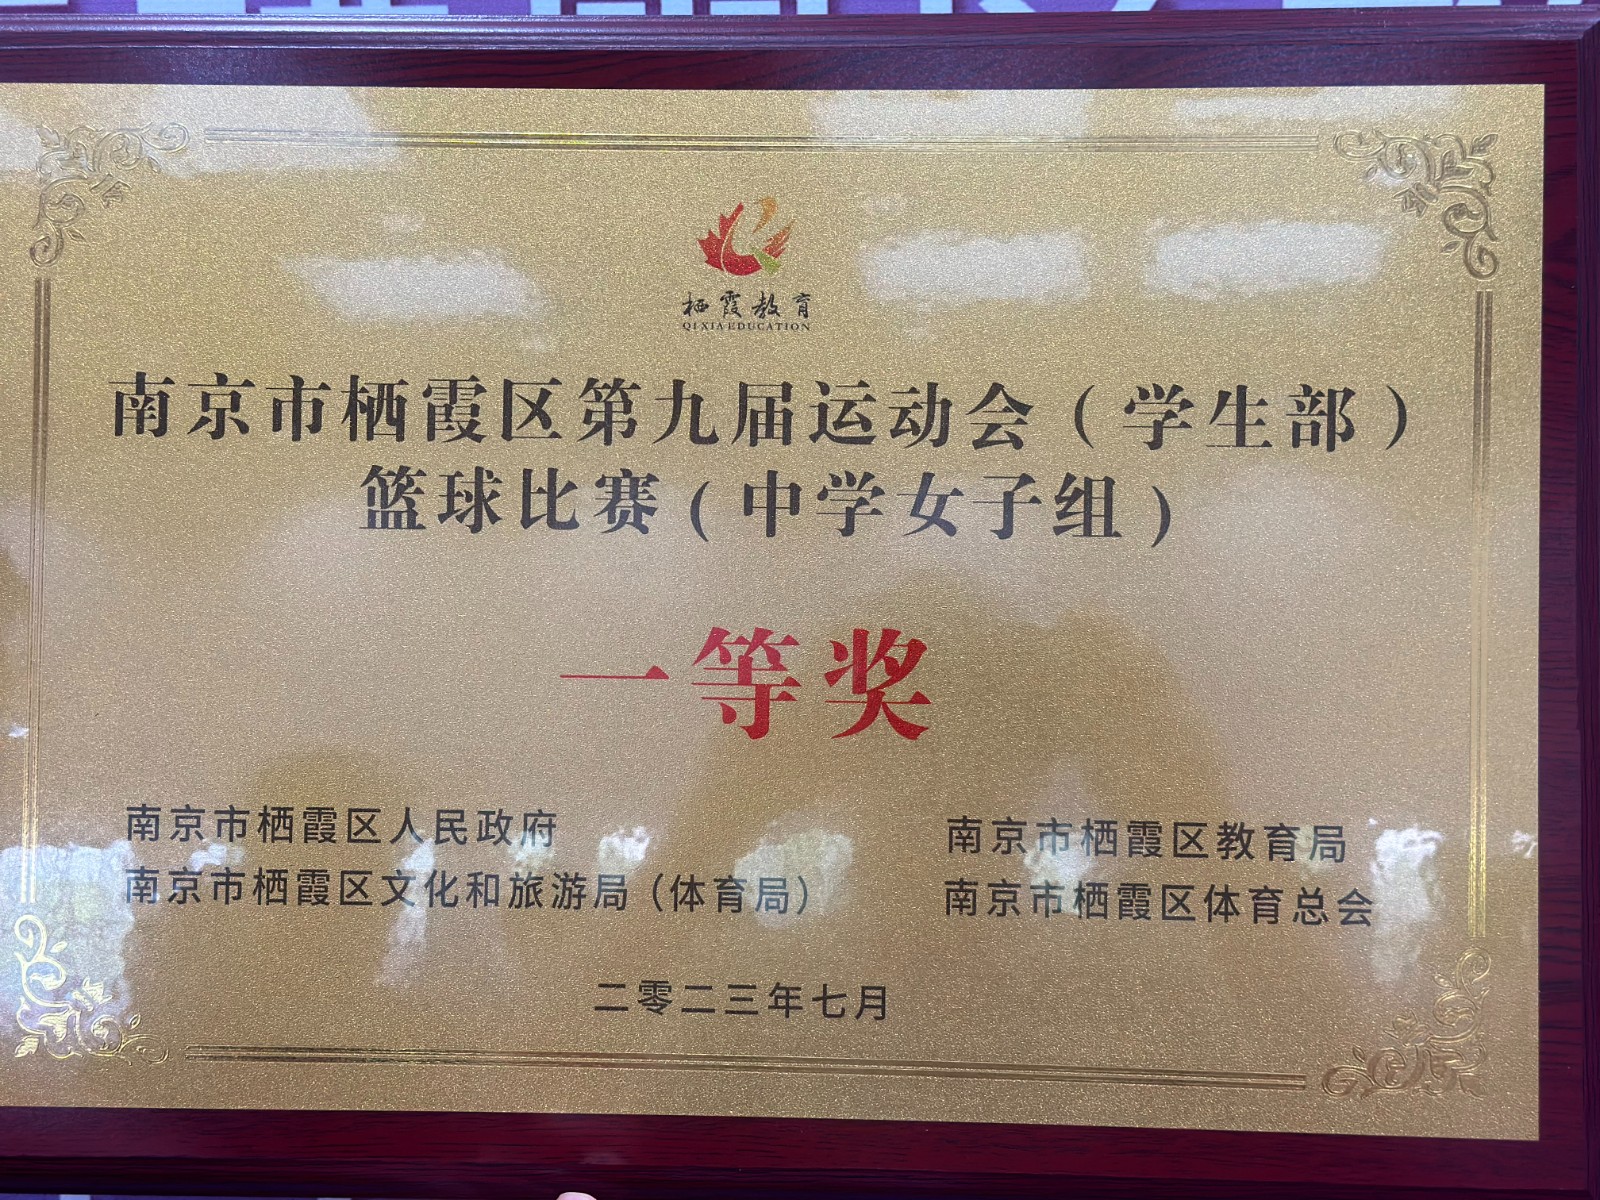 栖霞教育
QI XIA EDUCATION
南京市栖霞区第九届运动会（学生部）
篮球比赛（中学女子组）
一等奖
南京市栖霞区人民政府
南京市栖霞区教育局
南京市栖霞区文化和旅游局（体育局）
南京市栖霞区体育总会
二零二三年七月